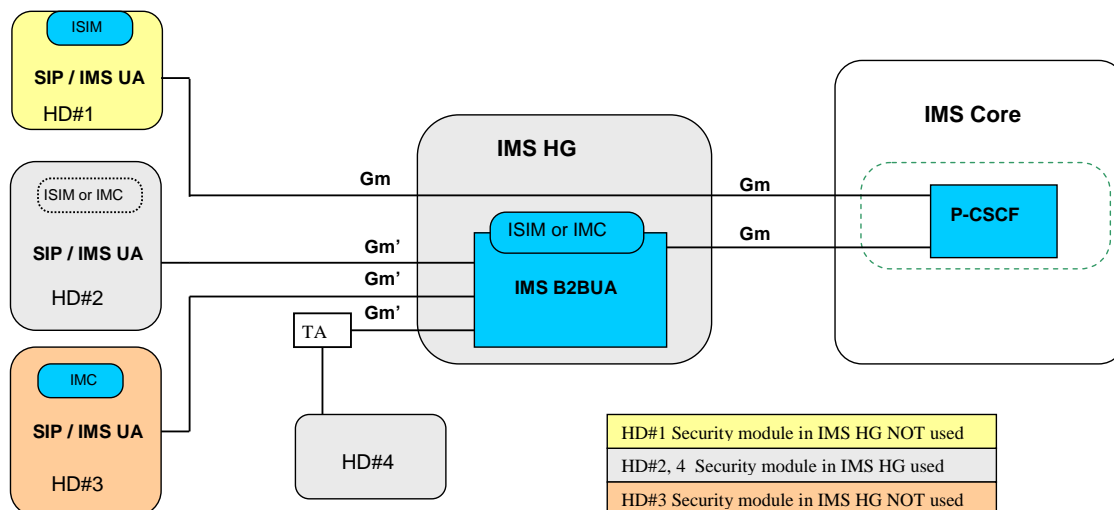 ISIM
SIP / IMS UA
HD#1
ISIM or IMC
SIP / IMS UA
HD#2
IMC
SIP / IMS UA
HD#3
Gm
Gm’
Gm’
Gm’
TA
HD#4
IMS HG
ISIM or IMC
IMS B2BUA
Gm
Gm
IMS Core
P-CSCF
HD#1 Security module in IMS HG NOT used
HD#2, 4 Security module in IMS HG used
HD#3 Security module in IMS HG NOT used